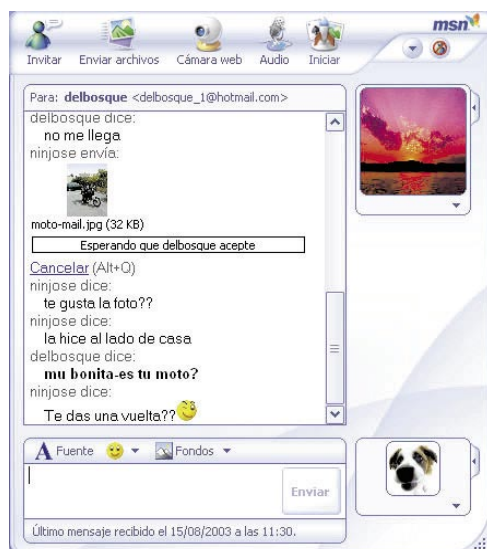 msn
Invitar Enviar archivos Cámara web Audio Iniciar
Para: delbosque <delbosque_1@hotmail.com>
delbosque dice:
no me llega
ninjose envía:
moto-mail.jpg (32 KB)
Esperando que delbosque acepte
Cancelar (Alt+Q)
ninjose dice:
te gusta la foto??
ninjose dice:
la hice al lado de casa
delbosque dice:
mu bonita-es tu moto?
ninjose dice:
Te das una vuelta??
A Fuente Fondos
Enviar
Último mensaje recibido el 15/08/2003 a las 11:30.